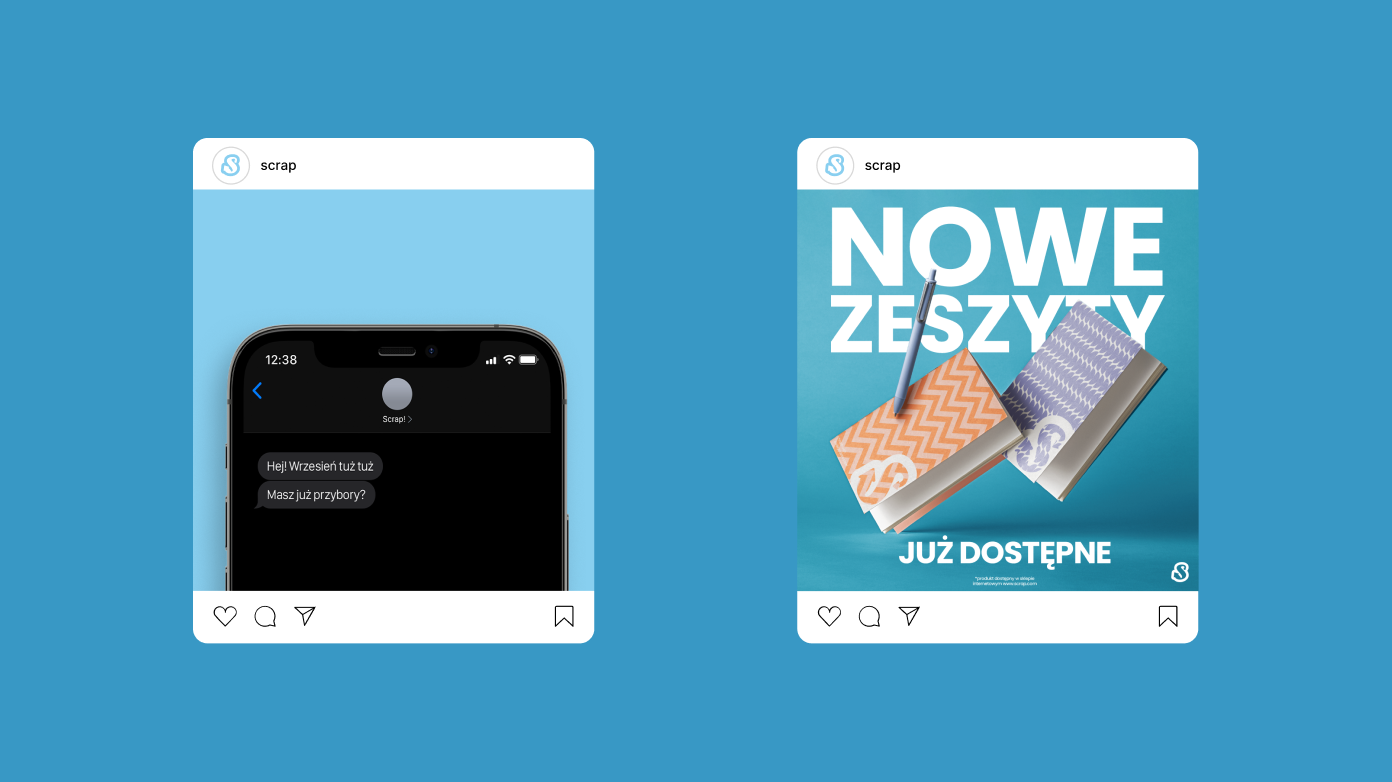 scrap
12:38
Scrap!
Hej! Wrzesień tuż tuż
Masz już przybory?
scrap
NOWE
ZESZYTY
JUŻ DOSTĘPNE
*produkt dostępny w sklepie
internetowym www.scrap.com